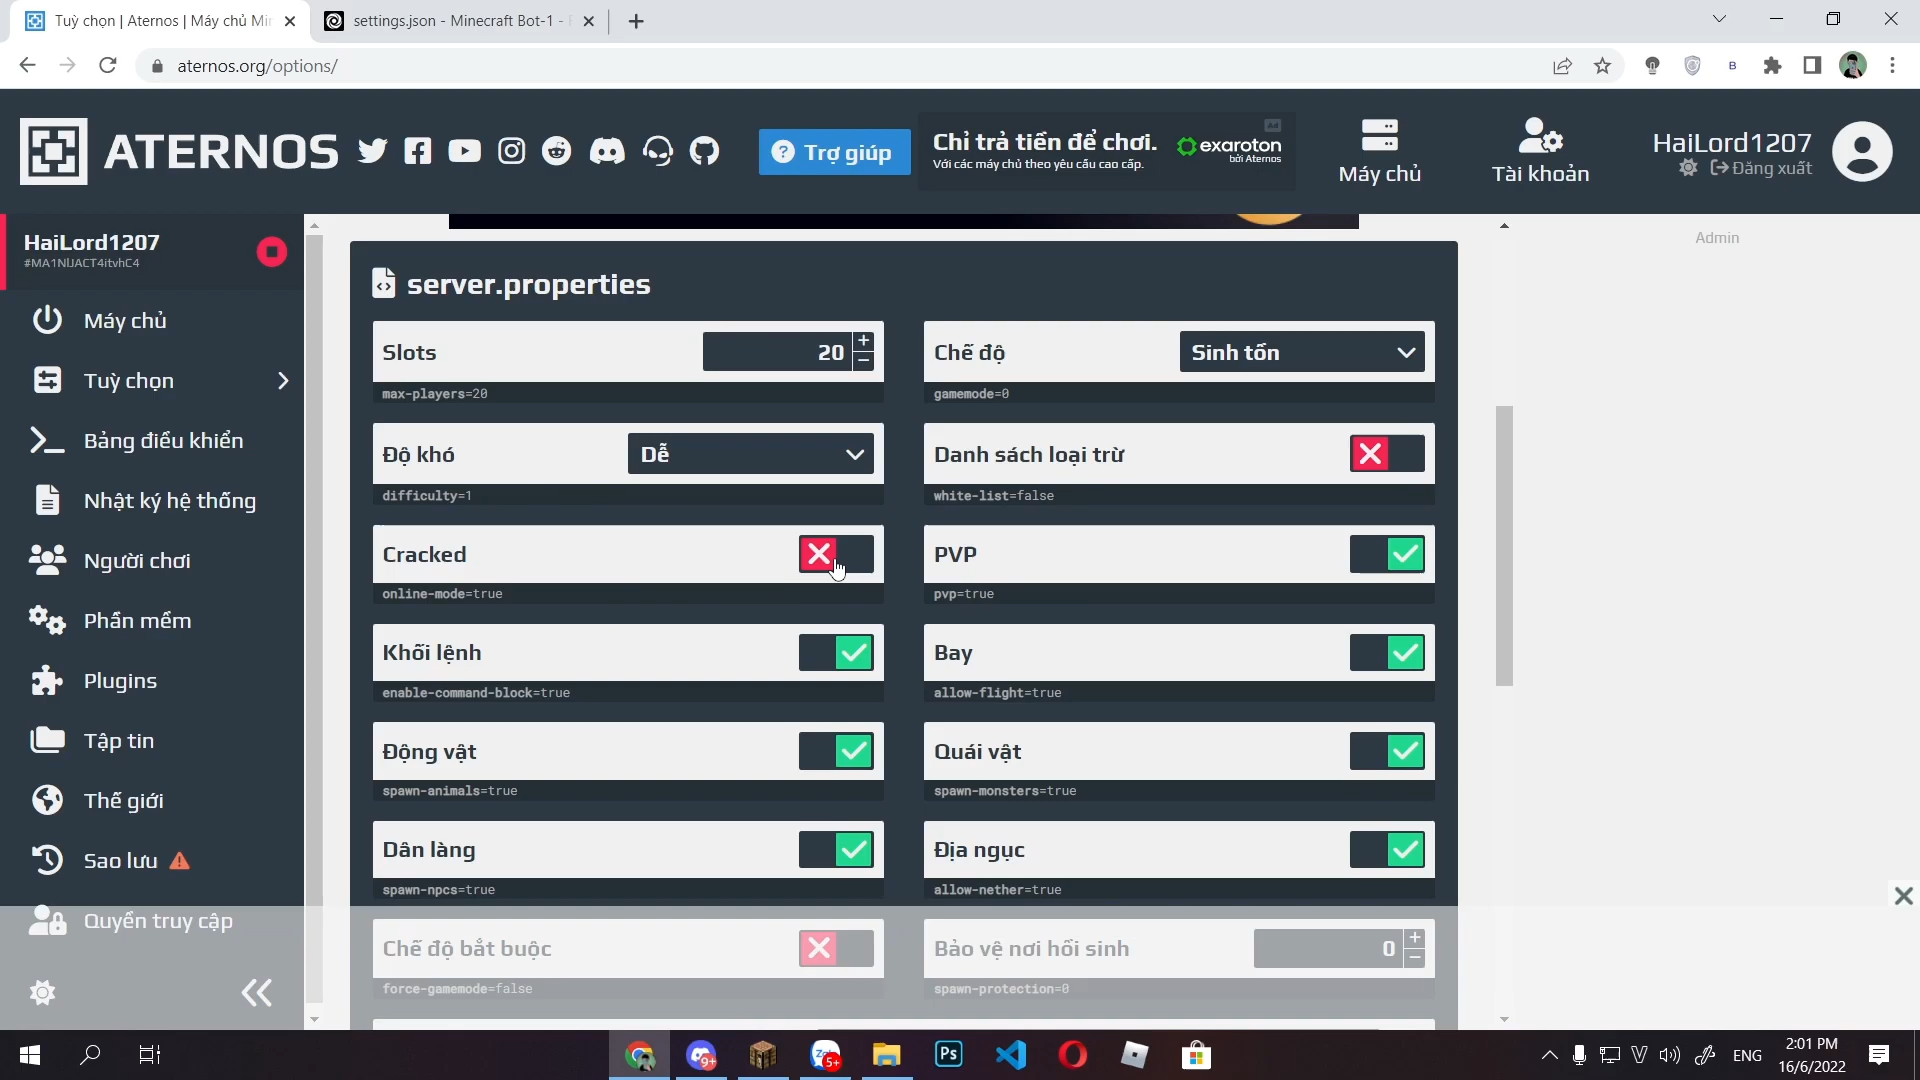 Tuỳ chọn | Aternos | Máy chủ Min
settings.json - Minecraft Bot-1 -
aternos.org/options/
B
ATERNOS
Trợ giúp
Chỉ trả tiền để chơi.
Với các máy chủ theo yêu cầu cao cấp.
Ad
exaroton
bởi Aternos
Máy chủ
Tài khoản
HaiLord1207
Đăng xuất
HaiLord1207
Máy chủ
Tuỳ chọn
Bảng điều khiển
Nhật ký hệ thống
Người chơi
Phần mềm
Plugins
Tập tin
Thế giới
Sao lưu
Quyền truy cập
Admin
server.properties
Slots
20
+
−
max-players=20
Chế độ
Sinh tồn
gamemode=0
Độ khó
Dễ
difficulty=1
Danh sách loại trừ
white-list=false
Cracked
online-mode=true
PVP
pvp=true
Khối lệnh
enable-command-block=true
Bay
allow-flight=true
Động vật
spawn-animals=true
Quái vật
spawn-monsters=true
Dân làng
spawn-npcs=true
Địa ngục
allow-nether=true
Chế độ bắt buộc
force-gamemode=false
Bảo vệ nơi hồi sinh
0
+
−
spawn-protection=0
9+
5+
Ps
V
ENG
2:01 PM
16/6/2022